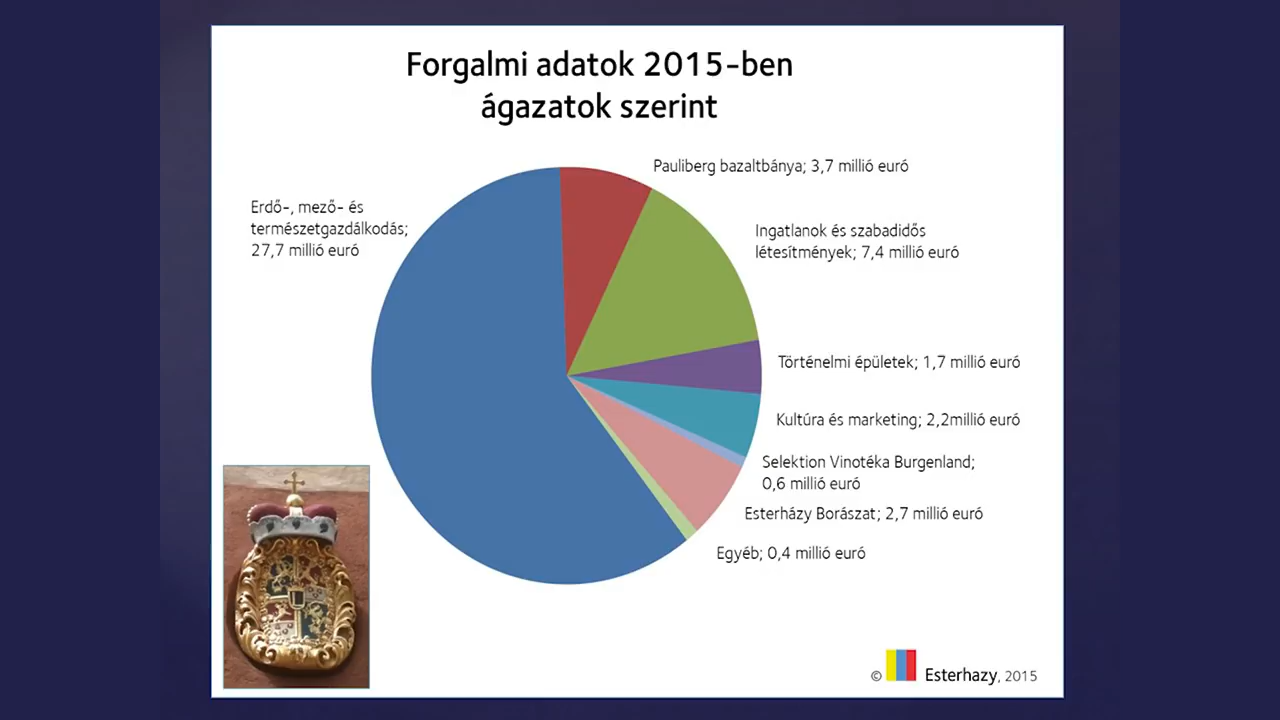 Forgalmi adatok 2015-ben
ágazatok szerint
Pauliberg bazaltbánya; 3,7 millió euró
Erdő-, mező- és
természetgazdálkodás;
27,7 millió euró
Ingatlanok és szabadidős
létesítmények; 7,4 millió euró
Történelmi épületek; 1,7 millió euró
Kultúra és marketing; 2,2millió euró
Selektion Vinotéka Burgenland;
0,6 millió euró
Esterházy Borászat; 2,7 millió euró
Egyéb; 0,4 millió euró
© Esterhazy, 2015